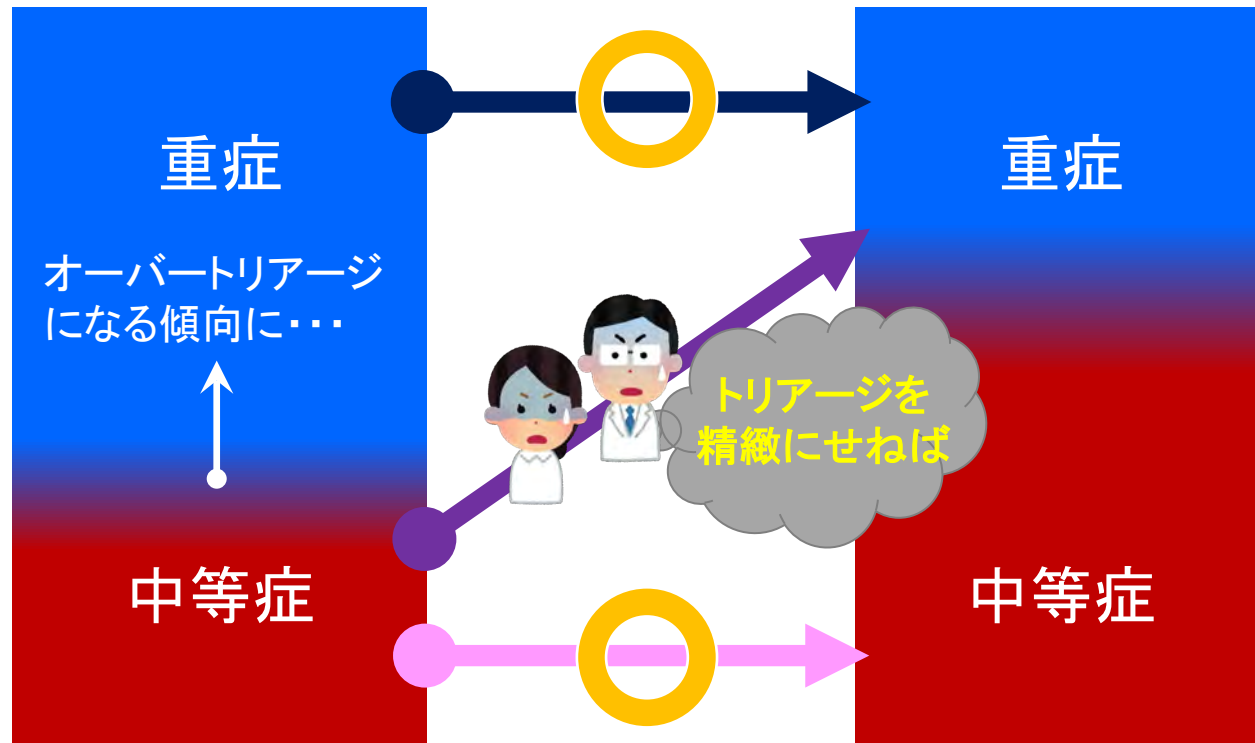 重症
オーバートリアージ
になる傾向に・・・
中等症
トリアージを
精緻にせねば
重症
中等症